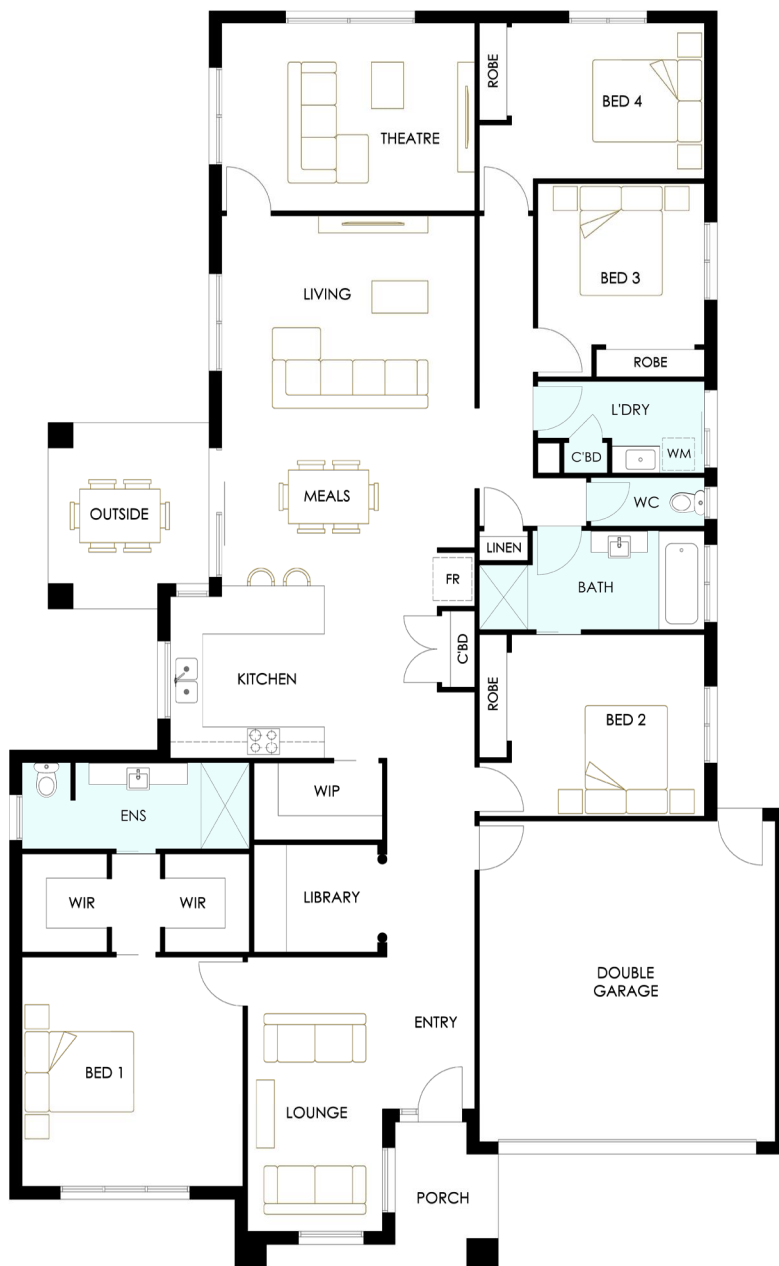 ROBE
BED 4
THEATRE
BED 3
LIVING
ROBE
L'DRY
C'BD
WM
MEALS
WC
OUTSIDE
LINEN
FR
BATH
C'BD
KITCHEN
ROBE
BED 2
WIP
ENS
WIR
WIR
LIBRARY
DOUBLE
GARAGE
ENTRY
BED 1
LOUNGE
PORCH